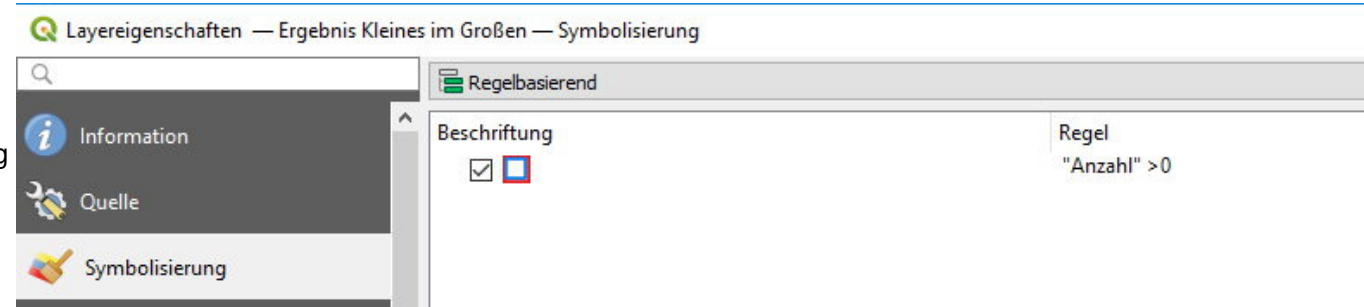 Layereigenschaften — Ergebnis Kleines im Großen — Symbolisierung
Regelbasierend
Information
Beschriftung Regel
"Anzahl" >0
g
Quelle
Symbolisierung